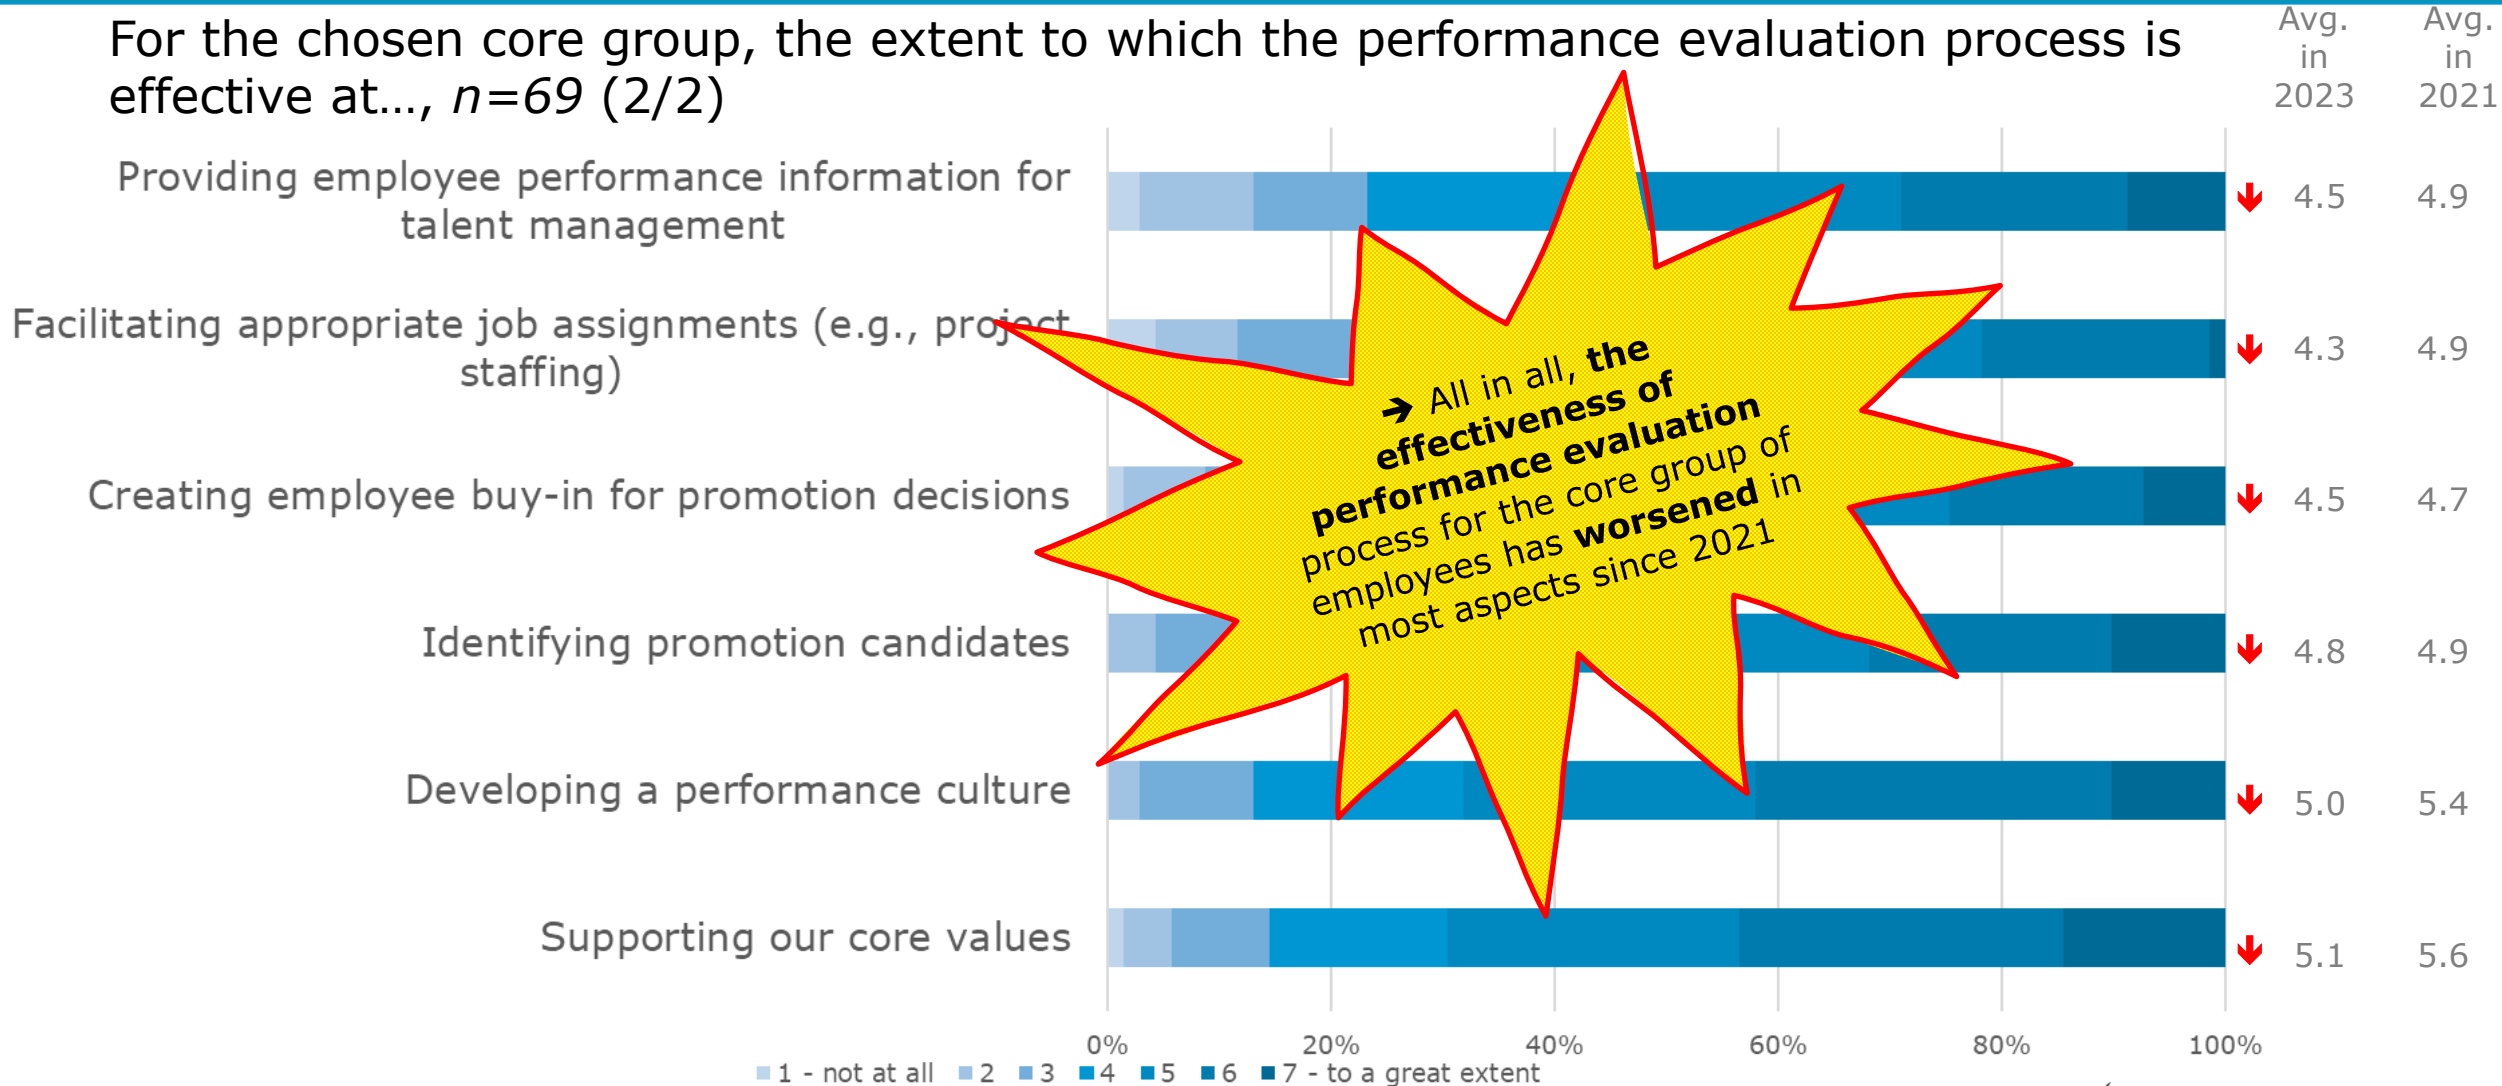 For the chosen core group, the extent to which the performance evaluation process is
effective at…, n=69 (2/2)
Avg.
in
2023
Avg.
in
2021
Providing employee performance information for
talent management
4.5
4.9
Facilitating appropriate job assignments (e.g., project
staffing)
4.3
4.9
Creating employee buy-in for promotion decisions
4.5
4.7
Identifying promotion candidates
4.8
4.9
Developing a performance culture
5.0
5.4
Supporting our core values
5.1
5.6
➔ All in all, the
effectiveness of
performance evaluation
process for the core group of
employees has worsened in
most aspects since 2021
0%
20%
40%
60%
80%
100%
1 - not at all
2
3
4
5
6
7 - to a great extent